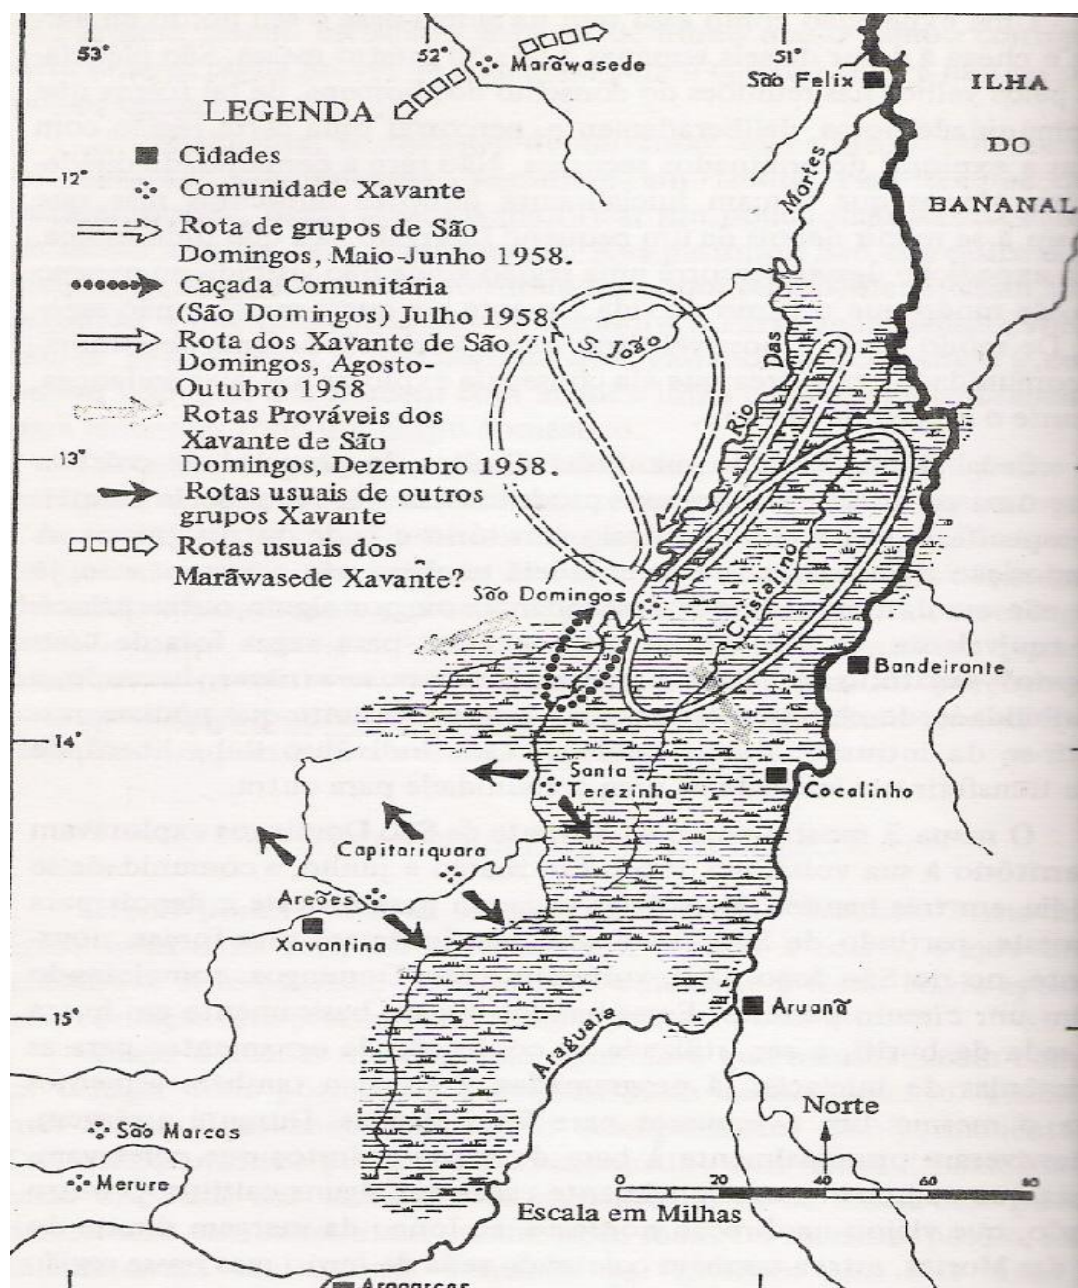 53°
52°
51°
Marãwasede
São Felix
ILHA
DO
BANANAL
LEGENDA
Cidades
Comunidade Xavante
Rota de grupos de São
Domingos, Maio-Junho 1958.
Caçada Comunitária
(São Domingos) Julho 1958
Rota dos Xavante de São
Domingos, Agosto-
Outubro 1958
Rotas Prováveis dos
Xavante de São
Domingos, Dezembro 1958.
Rotas usuais de outros
grupos Xavante
Rotas usuais dos
Marãwasede Xavante?
12°
13°
14°
15°
Rio Das Mortes
S. João
São Domingos
Cristalino
Bandeirante
Santa
Terezinha
Cocalinho
Capitariquara
Areões
Xavantina
Aruanã
Araguaia
São Marcos
Merure
Norte
0 20 40 60 80
Escala em Milhas